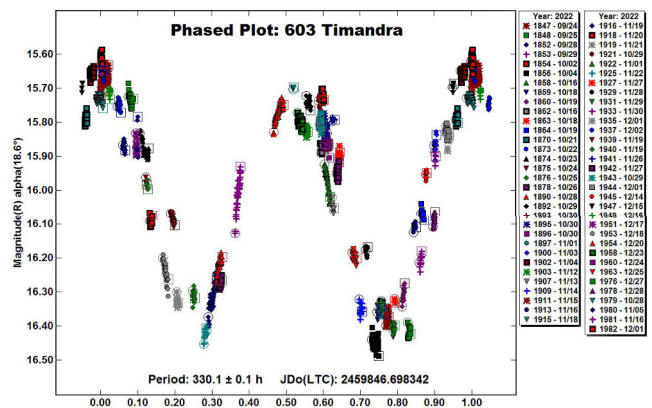 Phased Plot: 603 Timandra
15.60
15.70
15.80
15.90
16.00
16.10
16.20
16.30
16.40
16.50
Magnitude(R) alpha(18.6°)
Period: 330.1 ± 0.1 h JDo(LTC): 2459846.698342
0.00 0.10 0.20 0.30 0.40 0.50 0.60 0.70 0.80 0.90 1.00
Year: 2022
1847 - 09/24
1848 - 09/25
1852 - 09/28
1853 - 09/29
1854 - 10/02
1856 - 10/04
1858 - 10/16
1859 - 10/18
1860 - 10/19
1862 - 10/16
1863 - 10/18
1864 - 10/19
1870 - 10/21
1873 - 10/22
1874 - 10/23
1875 - 10/24
1876 - 10/25
1878 - 10/26
1890 - 10/28
1892 - 10/29
1893 - 10/30
1895 - 10/30
1896 - 10/30
1897 - 11/01
1900 - 11/03
1902 - 11/04
1903 - 11/12
1907 - 11/13
1909 - 11/14
1911 - 11/15
1913 - 11/17
1915 - 11/18
Year: 2022
1916 - 11/19
1918 - 11/20
1919 - 11/21
1921 - 10/29
1922 - 11/01
1925 - 11/22
1927 - 11/27
1929 - 11/28
1931 - 11/29
1933 - 11/30
1935 - 12/01
1937 - 12/02
1939 - 11/19
1940 - 11/19
1941 - 11/26
1942 - 11/27
1943 - 10/29
1944 - 12/01
1945 - 12/14
1947 - 12/15
1949 - 12/15
1951 - 12/17
1953 - 12/18
1954 - 12/20
1958 - 12/23
1960 - 12/24
1963 - 12/25
1976 - 12/27
1978 - 12/28
1979 - 10/28
1980 - 11/05
1981 - 11/16
1982 - 12/01